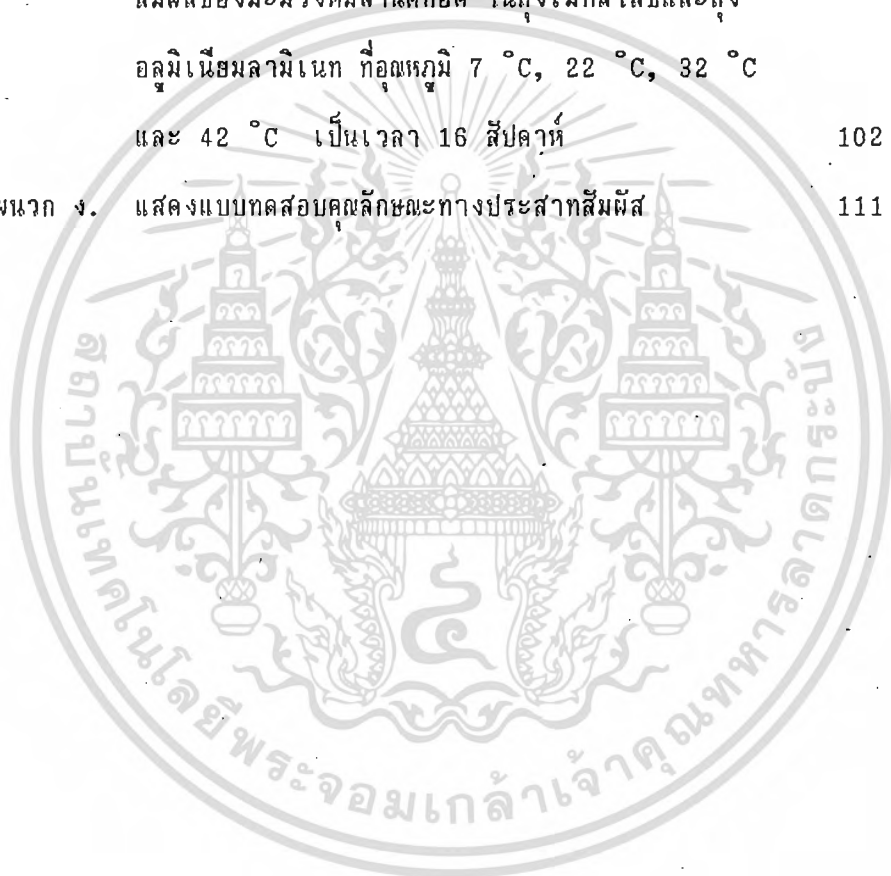 อลูมิเนียมลามิเนท ที่อุณหภูมิ 7 °C, 22 °C, 32 °C
และ 42 °C เป็นเวลา 16 สัปดาห์ 102
ผนวก ง. แสดงแบบทดสอบคุณลักษณะทางประสาทสัมผัส 111
สถาบันเทคโนโลยีพระจอมเกล้าเจ้าคุณทหารลาดกระบัง